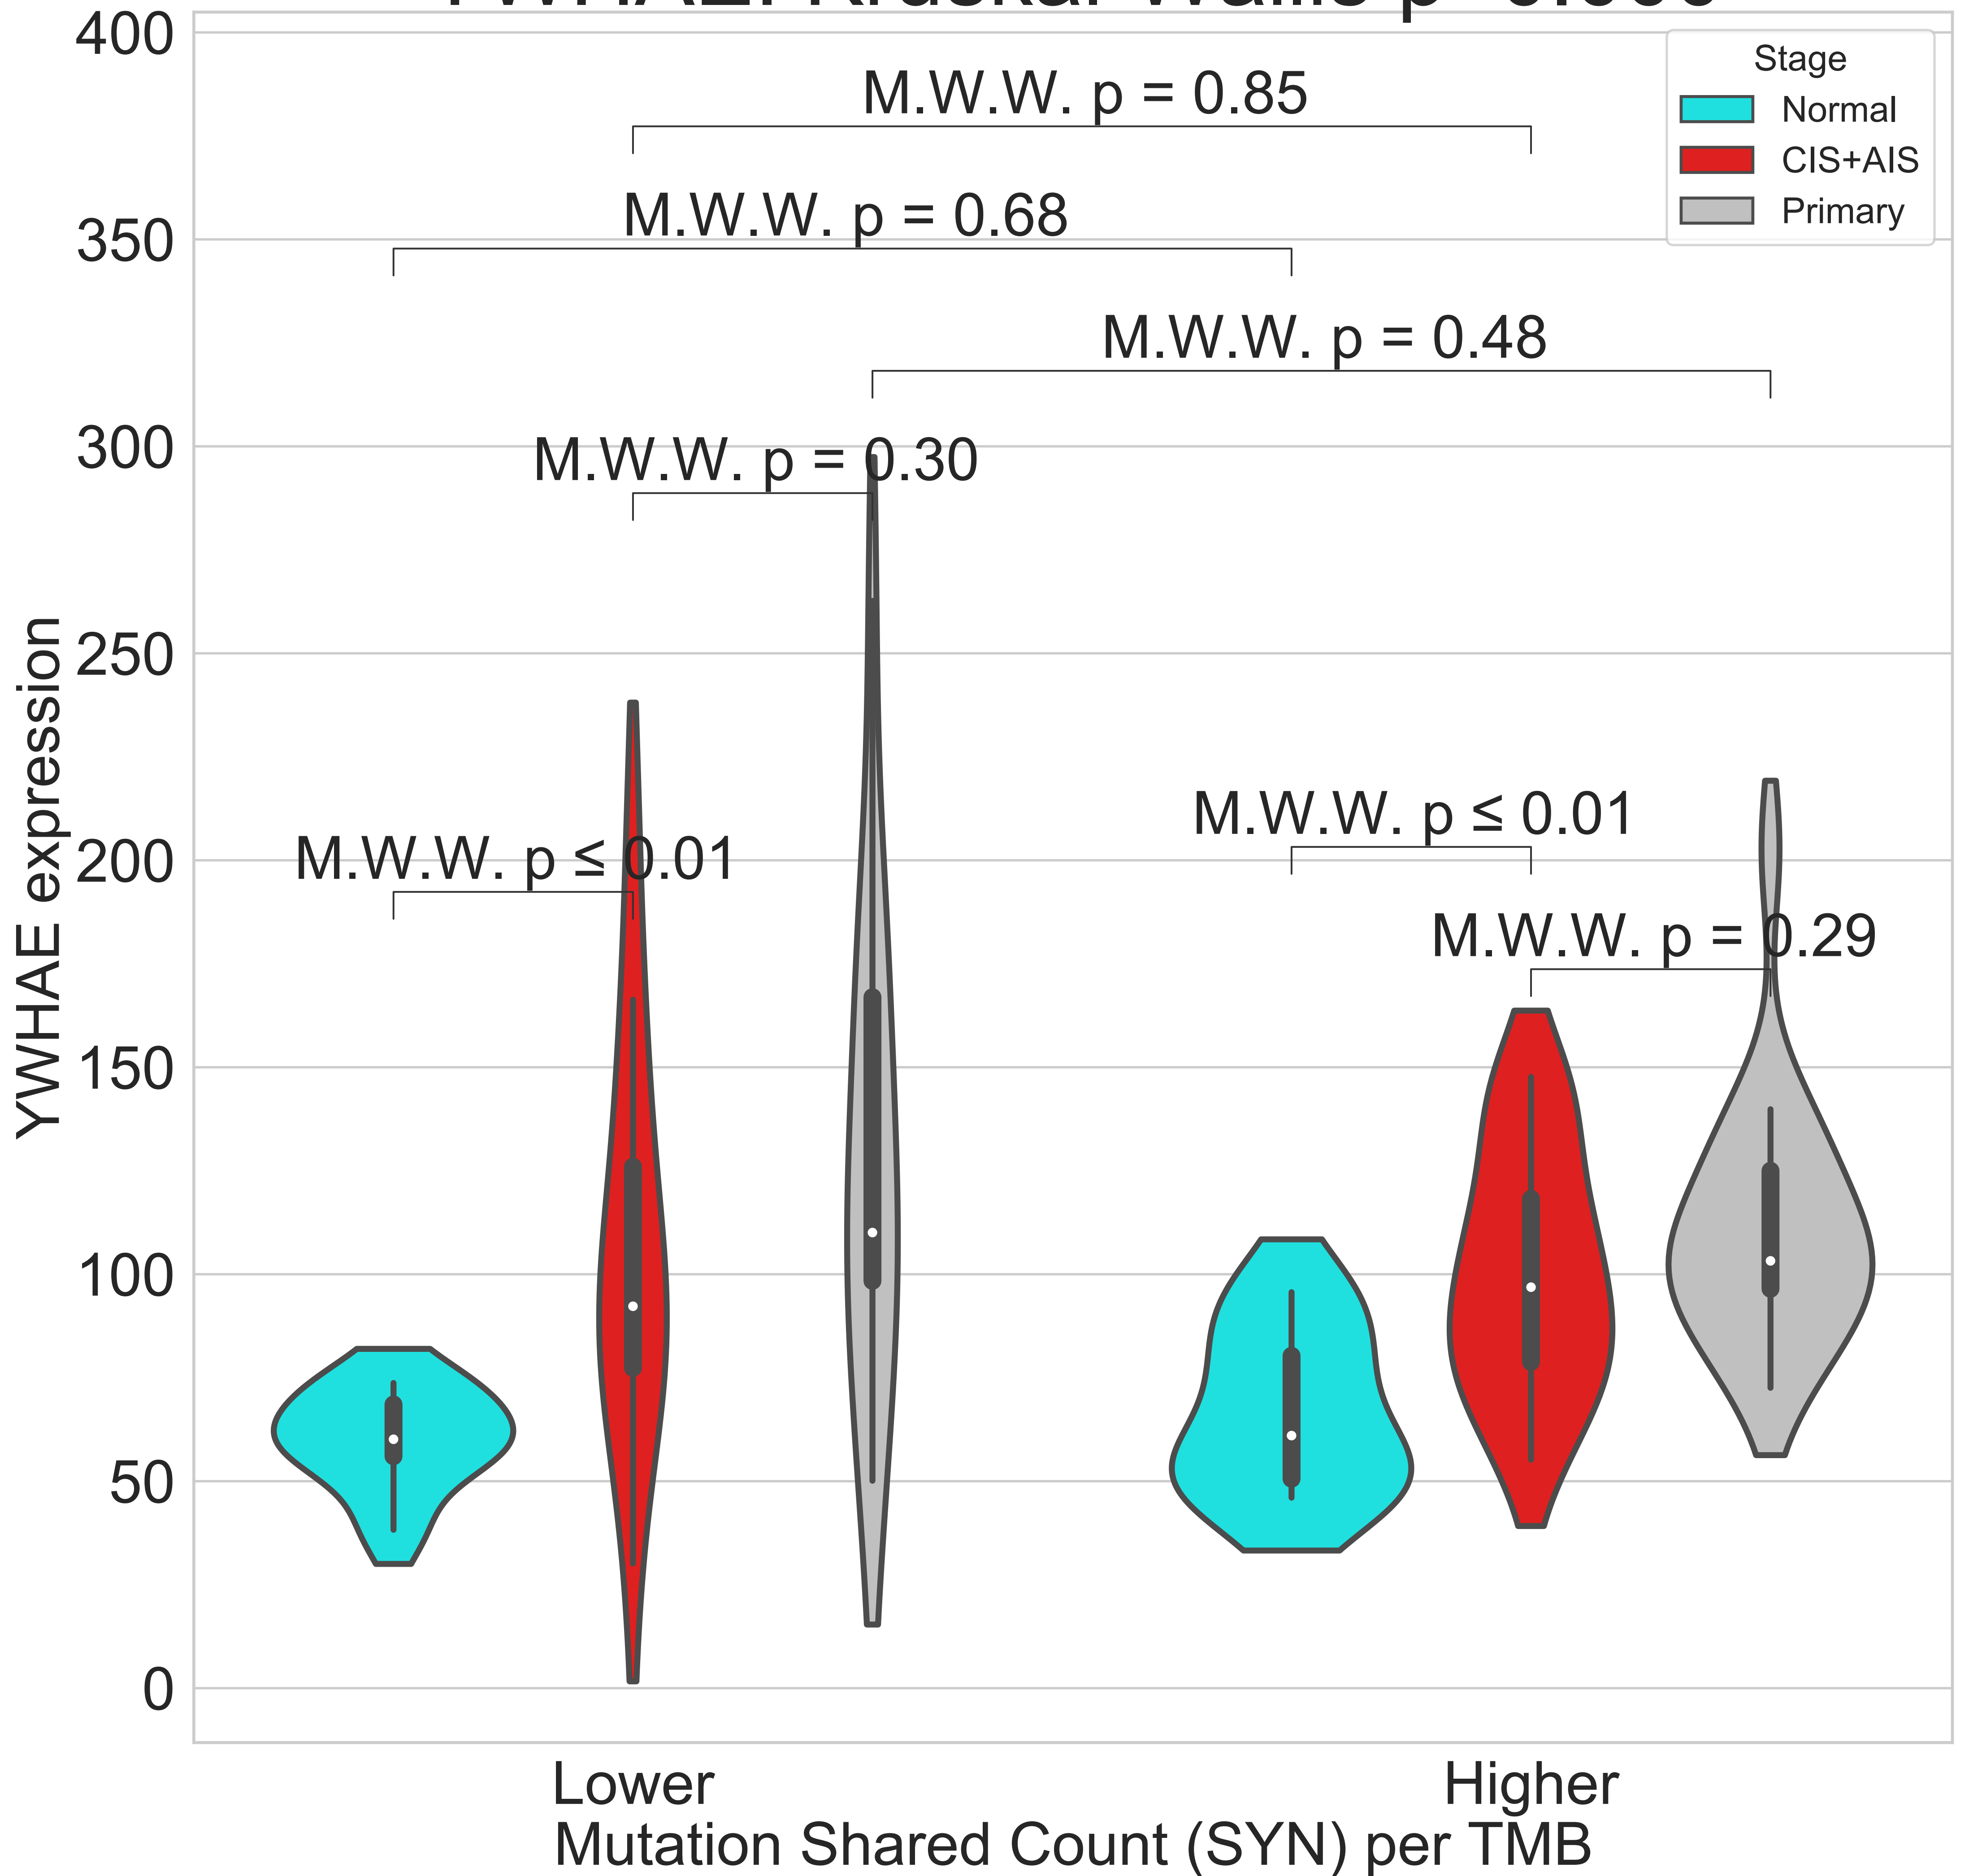 400
M.W.W. p = 0.85
Stage
Normal
CIS+AIS
Primary
M.W.W. p = 0.68
350
M.W.W. p = 0.48
300
M.W.W. p = 0.30
250
M.W.W. p ≤ 0.01
200
M.W.W. p ≤ 0.01
M.W.W. p = 0.29
150
100
50
0
YWHAE expression
Lower
Higher
Mutation Shared Count (SYN) per TMB